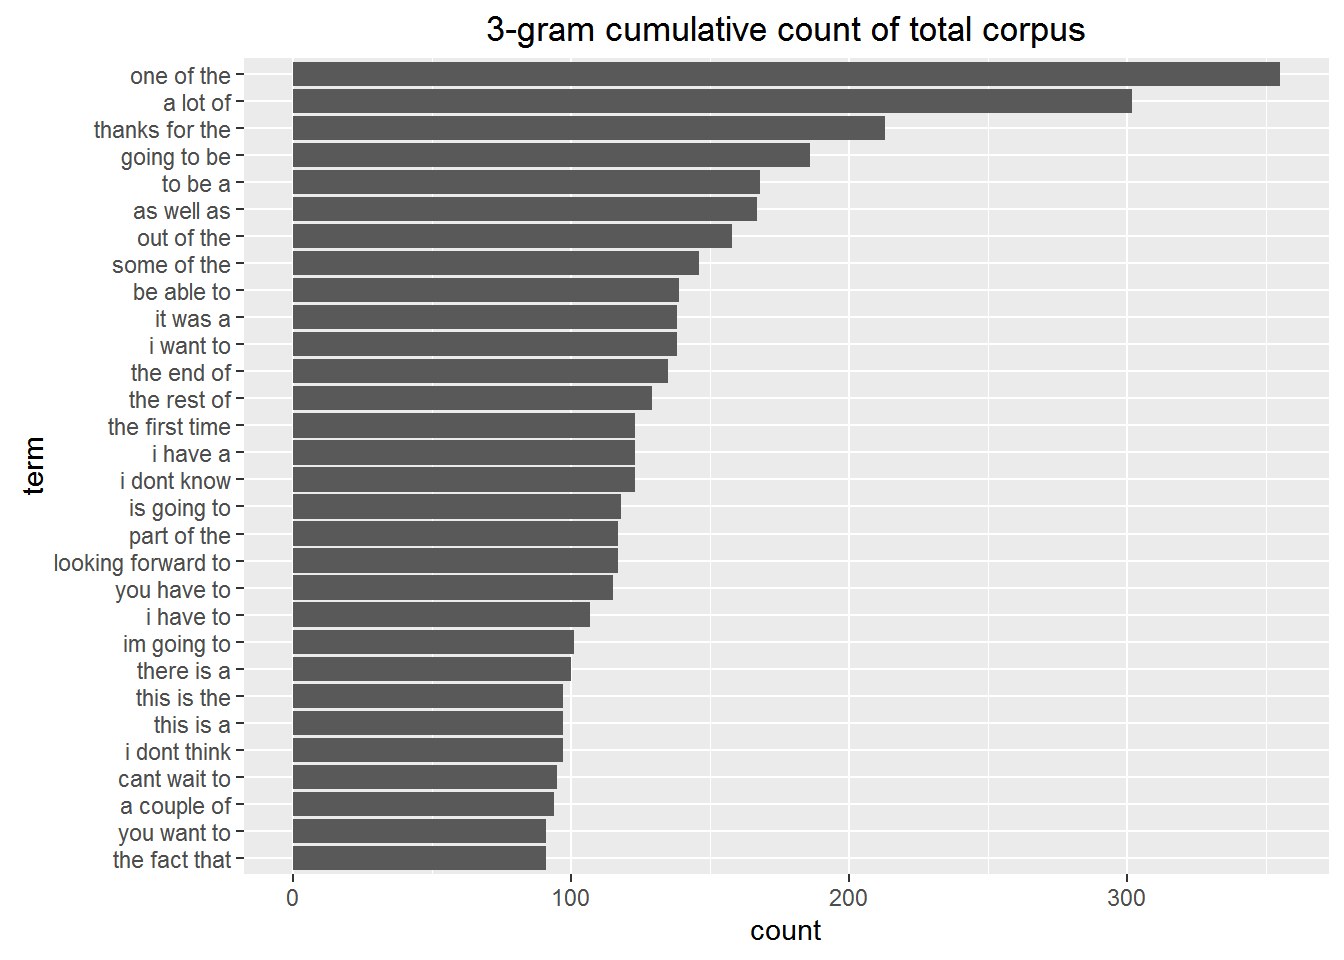 3-gram cumulative count of total corpus
one of the
a lot of
thanks for the
going to be
to be a
as well as
out of the
some of the
be able to
it was a
i want to
the end of
the rest of
the first time
i have a
i dont know
is going to
part of the
looking forward to
you have to
i have to
im going to
there is a
this is the
this is a
i dont think
cant wait to
a couple of
you want to
the fact that
term
0 100 200 300
count